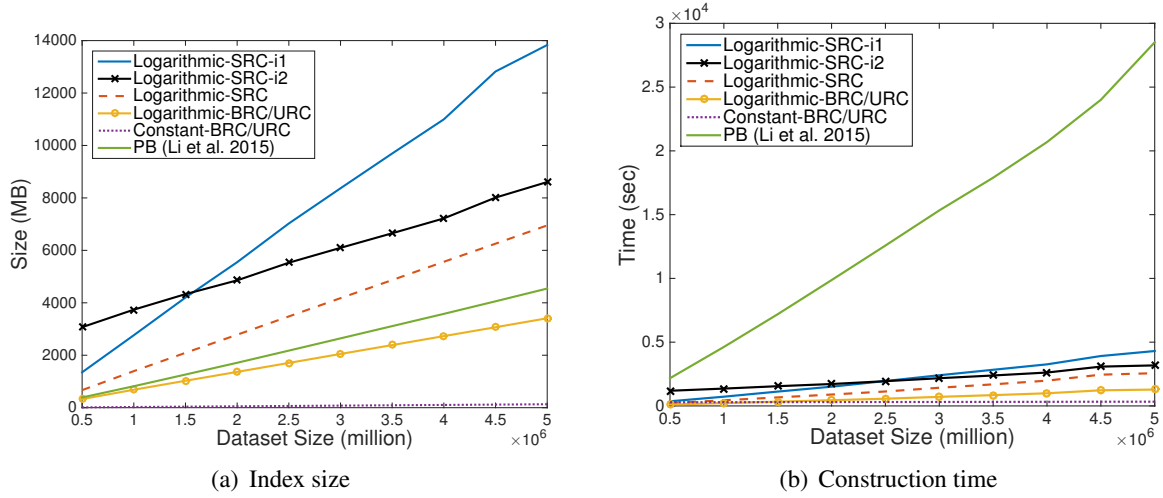 14000
12000
10000
8000
6000
4000
2000
0
Size (MB)
Logarithmic-SRC-i1
Logarithmic-SRC-i2
Logarithmic-SRC
Logarithmic-BRC/URC
Constant-BRC/URC
PB (Li et al. 2015)
0.5 1 1.5 2 2.5 3 3.5 4 4.5 5
Dataset Size (million) ×10^6
(a) Index size
×10^4
3
2.5
2
1.5
1
0.5
0
Time (sec)
Logarithmic-SRC-i1
Logarithmic-SRC-i2
Logarithmic-SRC
Logarithmic-BRC/URC
Constant-BRC/URC
PB (Li et al. 2015)
0.5 1 1.5 2 2.5 3 3.5 4 4.5 5
Dataset Size (million) ×10^6
(b) Construction time